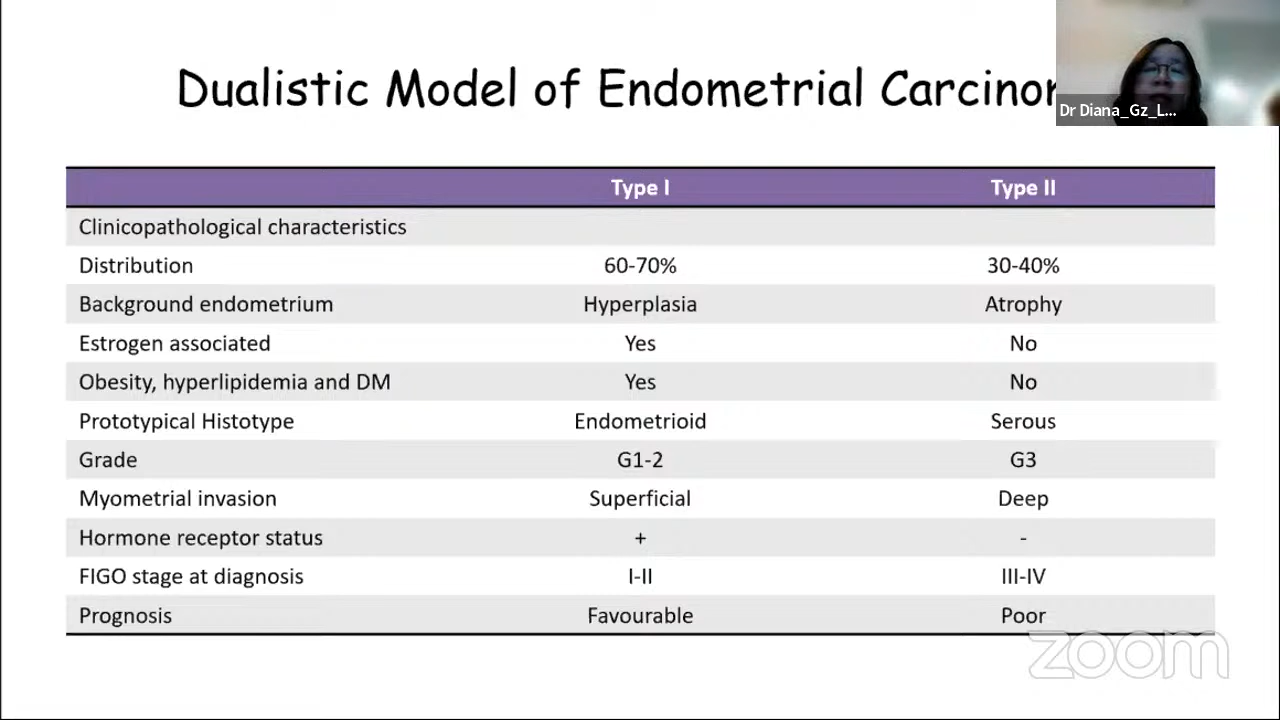 Dualistic Model of Endometrial Carcino
Dr Diana_Gz_L...
Type I Type II
Clinicopathological characteristics
Distribution 60-70% 30-40%
Background endometrium Hyperplasia Atrophy
Estrogen associated Yes No
Obesity, hyperlipidemia and DM Yes No
Prototypical Histotype Endometrioid Serous
Grade G1-2 G3
Myometrial invasion Superficial Deep
Hormone receptor status + -
FIGO stage at diagnosis I-II III-IV
Prognosis Favourable Poor
zoom